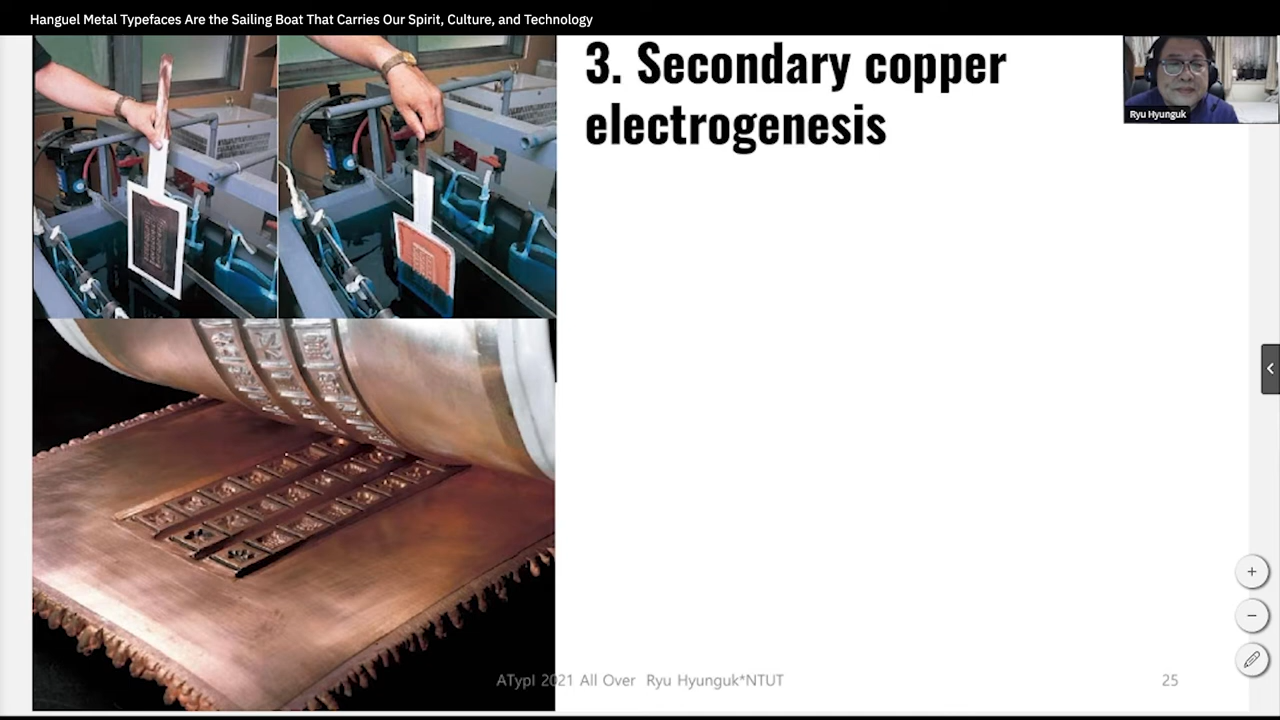 Hanguel Metal Typefaces Are the Sailing Boat That Carries Our Spirit, Culture, and Technology
3. Secondary copper
electrogenesis
Ryu Hyunguk
ATypI 2021 All Over Ryu Hyunguk*NTUT
25